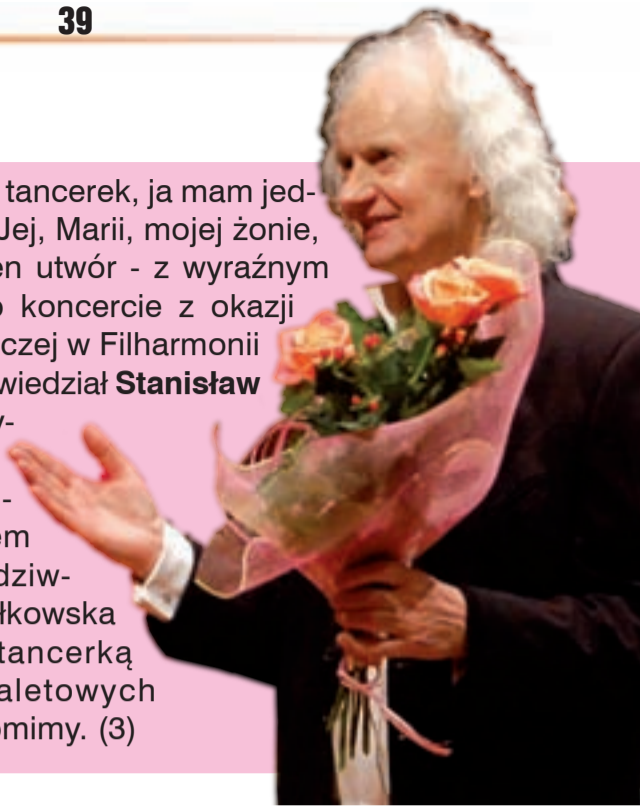 39
tancerek, ja mam jed-
Jej, Marii, mojej żonie,
en utwór - z wyraźnym
koncercie z okazji
czej w Filharmonii
wiedział Stanisław
y-
-
em
dziw-
łkowska
tancerką
aletowych
omimy. (3)